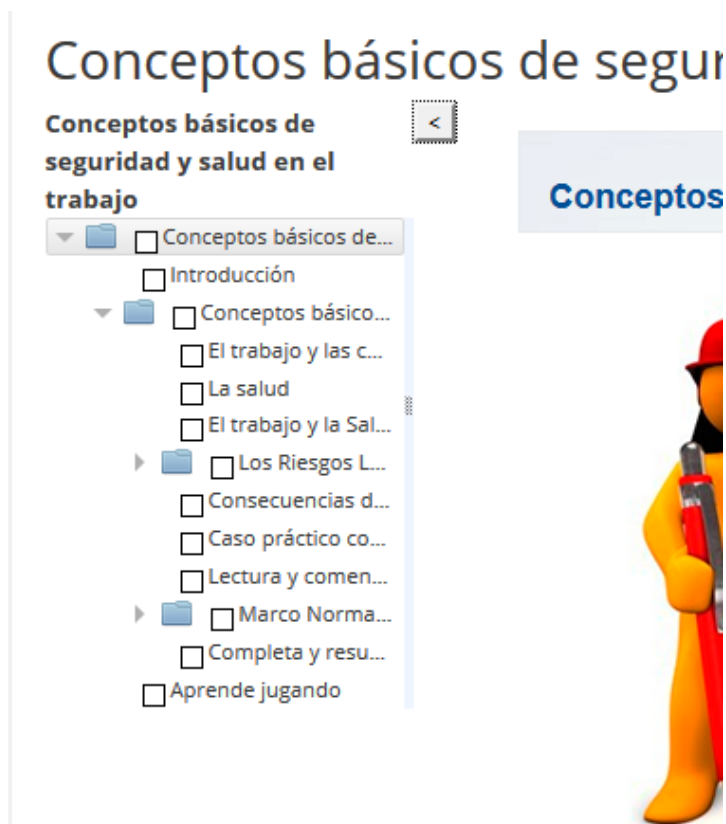 Conceptos básicos de segur
Conceptos básicos de
seguridad y salud en el
trabajo
<
Conceptos
Conceptos básicos de...
Introducción
Conceptos básico...
El trabajo y las c...
La salud
El trabajo y la Sal...
Los Riesgos L...
Consecuencias d...
Caso práctico co...
Lectura y comen...
Marco Norma...
Completa y resu...
Aprende jugando